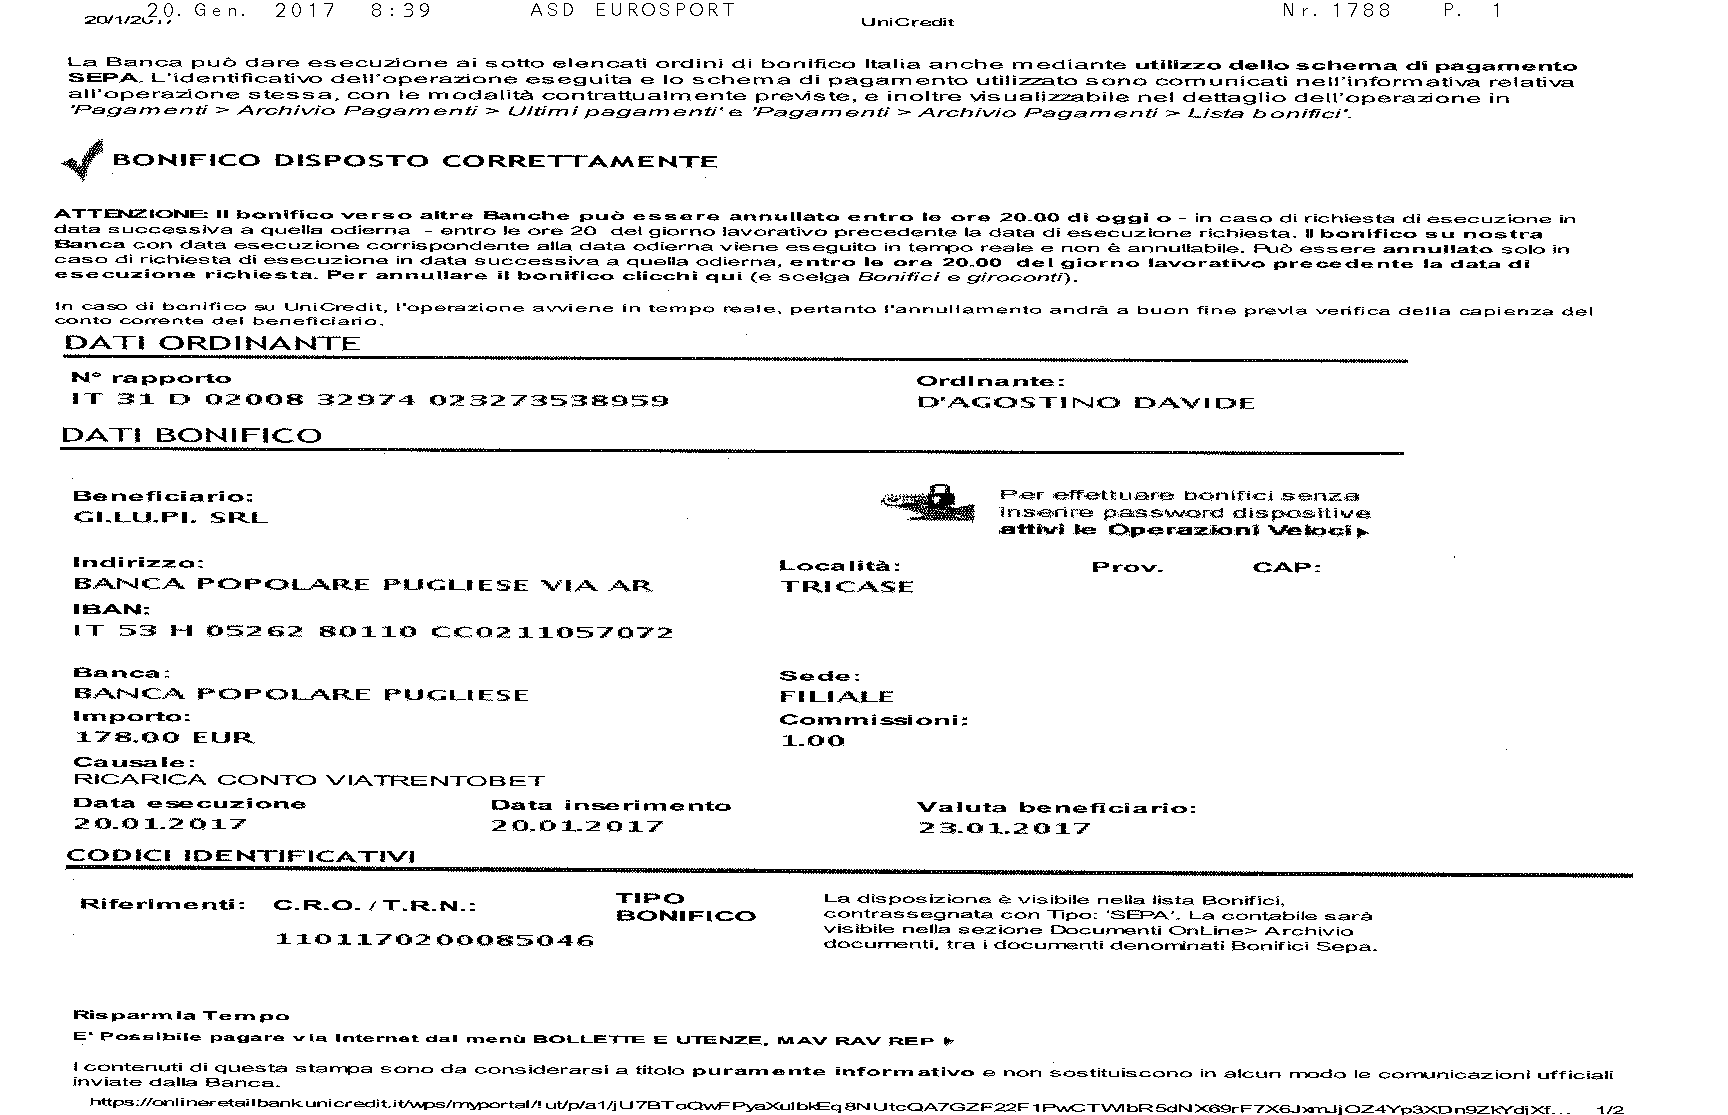 20. Gen. 2017 8:39 ASD EUROSPORT Nr. 1788 P. 1
20/1/2017 UniCredit
La Banca può dare esecuzione ai sotto elencati ordini di bonifico Italia anche mediante utilizzo dello schema di pagamento
SEPA. L'identificativo dell'operazione eseguita e lo schema di pagamento utilizzato sono comunicati nell'informativa relativa
all'operazione stessa, con le modalità contrattualmente previste, e inoltre visualizzabile nel dettaglio dell'operazione in
'Pagamenti > Archivio Pagamenti > Ultimi pagamenti' e 'Pagamenti > Archivio Pagamenti > Lista bonifici'.
BONIFICO DISPOSTO CORRETTAMENTE
ATTENZIONE: Il bonifico verso altre Banche può essere annullato entro le ore 20.00 di oggi o - in caso di richiesta di esecuzione in
data successiva a quella odierna - entro le ore 20 del giorno lavorativo precedente la data di esecuzione richiesta. Il bonifico su nostra
Banca con data esecuzione corrispondente alla data odierna viene eseguito in tempo reale e non è annullabile. Può essere annullato solo in
caso di richiesta di esecuzione in data successiva a quella odierna, entro le ore 20.00 del giorno lavorativo precedente la data di
esecuzione richiesta. Per annullare il bonifico clicchi qui (e scelga Bonifici e giroconti).
In caso di bonifico su UniCredit, l'operazione avviene in tempo reale, pertanto l'annullamento andrà a buon fine previa verifica della capienza del
conto corrente del beneficiario.
DATI ORDINANTE
N° rapporto Ordinante:
IT 31 D 02008 32974 023273538959 D'AGOSTINO DAVIDE
DATI BONIFICO
Beneficiario:
GI.LU.PI. SRL
Per effettuare bonifici senza
inserire password dispositive
attivi le Operazioni Veloci
Indirizzo: Località: Prov. CAP:
BANCA POPOLARE PUGLIESE VIA AR TRICASE
IBAN:
IT 53 H 05262 80110 CC0211057072
Banca: Sede:
BANCA POPOLARE PUGLIESE FILIALE
Importo: Commissioni:
178.00 EUR 1.00
Causale:
RICARICA CONTO VIATRENTOBET
Data esecuzione Data inserimento Valuta beneficiario:
20.01.2017 20.01.2017 23.01.2017
CODICI IDENTIFICATIVI
Riferimenti: C.R.O. / T.R.N.:
1101170200085046
TIPO
BONIFICO
La disposizione è visibile nella lista Bonifici,
contrassegnata con Tipo: 'SEPA'. La contabile sarà
visibile nella sezione Documenti OnLine> Archivio
documenti, tra i documenti denominati Bonifici Sepa.
Risparmia Tempo
E' Possibile pagare via Internet dal menù BOLLETTE E UTENZE, MAV RAV REP
I contenuti di questa stampa sono da considerarsi a titolo puramente informativo e non sostituiscono in alcun modo le comunicazioni ufficiali
inviate dalla Banca.
https://onlineretailbank.unicredit.it/wps/myportal/!ut/p/a1/ 1/2